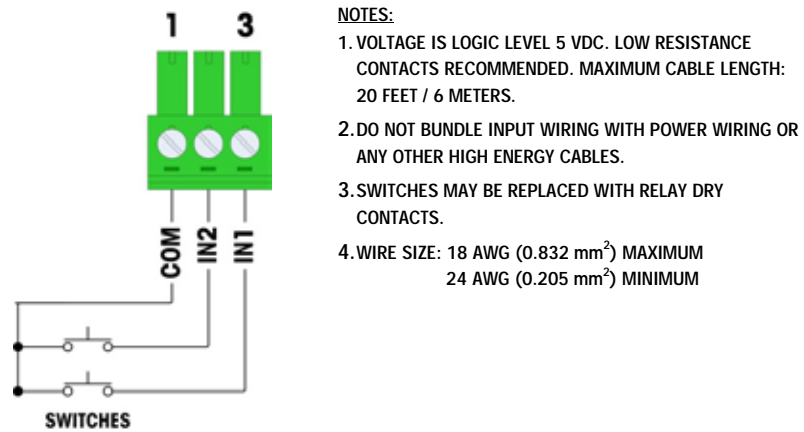 1 3
COM
IN2
IN1
SWITCHES
NOTES:
1. VOLTAGE IS LOGIC LEVEL 5 VDC. LOW RESISTANCE
CONTACTS RECOMMENDED. MAXIMUM CABLE LENGTH:
20 FEET / 6 METERS.
2. DO NOT BUNDLE INPUT WIRING WITH POWER WIRING OR
ANY OTHER HIGH ENERGY CABLES.
3. SWITCHES MAY BE REPLACED WITH RELAY DRY
CONTACTS.
4. WIRE SIZE: 18 AWG (0.832 mm²) MAXIMUM
24 AWG (0.205 mm²) MINIMUM